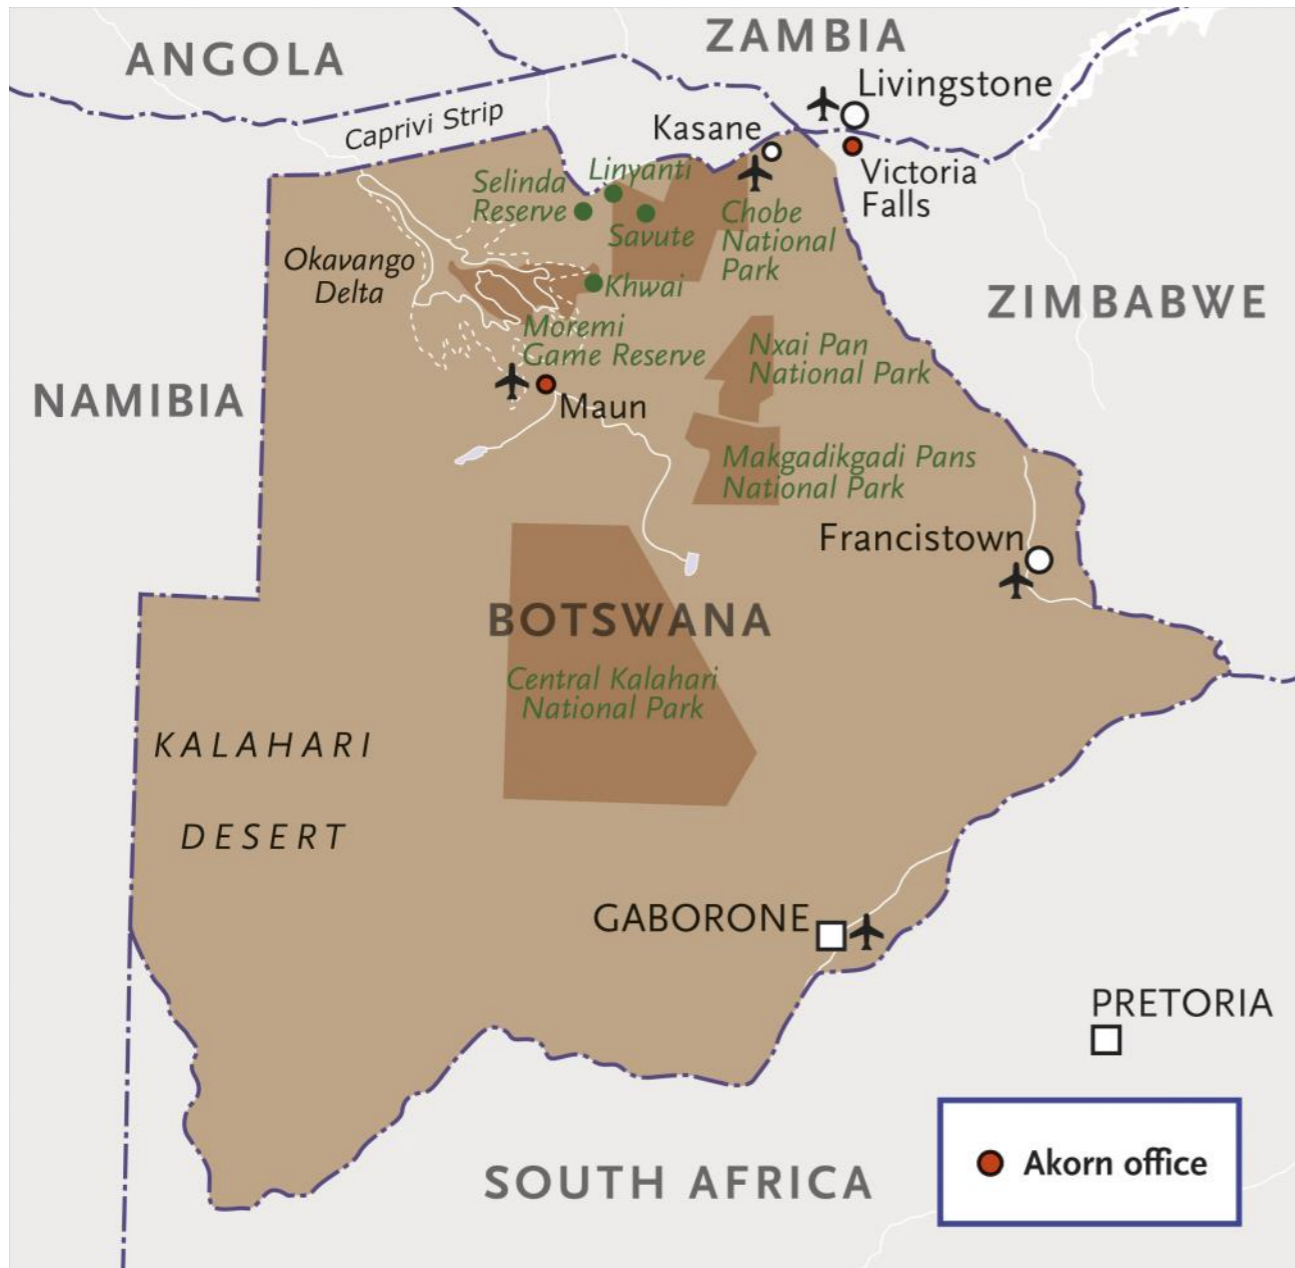 ANGOLA
ZAMBIA
Livingstone
Caprivi Strip
Kasane
Victoria
Falls
Linyanti
Selinda
Reserve
Savute
Chobe
National
Park
Okavango
Delta
Khwai
ZIMBABWE
Moremi
Game Reserve
Nxai Pan
National Park
NAMIBIA
Maun
Makgadikgadi Pans
National Park
Francistown
BOTSWANA
Central Kalahari
National Park
KALAHARI
DESERT
GABORONE
PRETORIA
SOUTH AFRICA
Akorn office